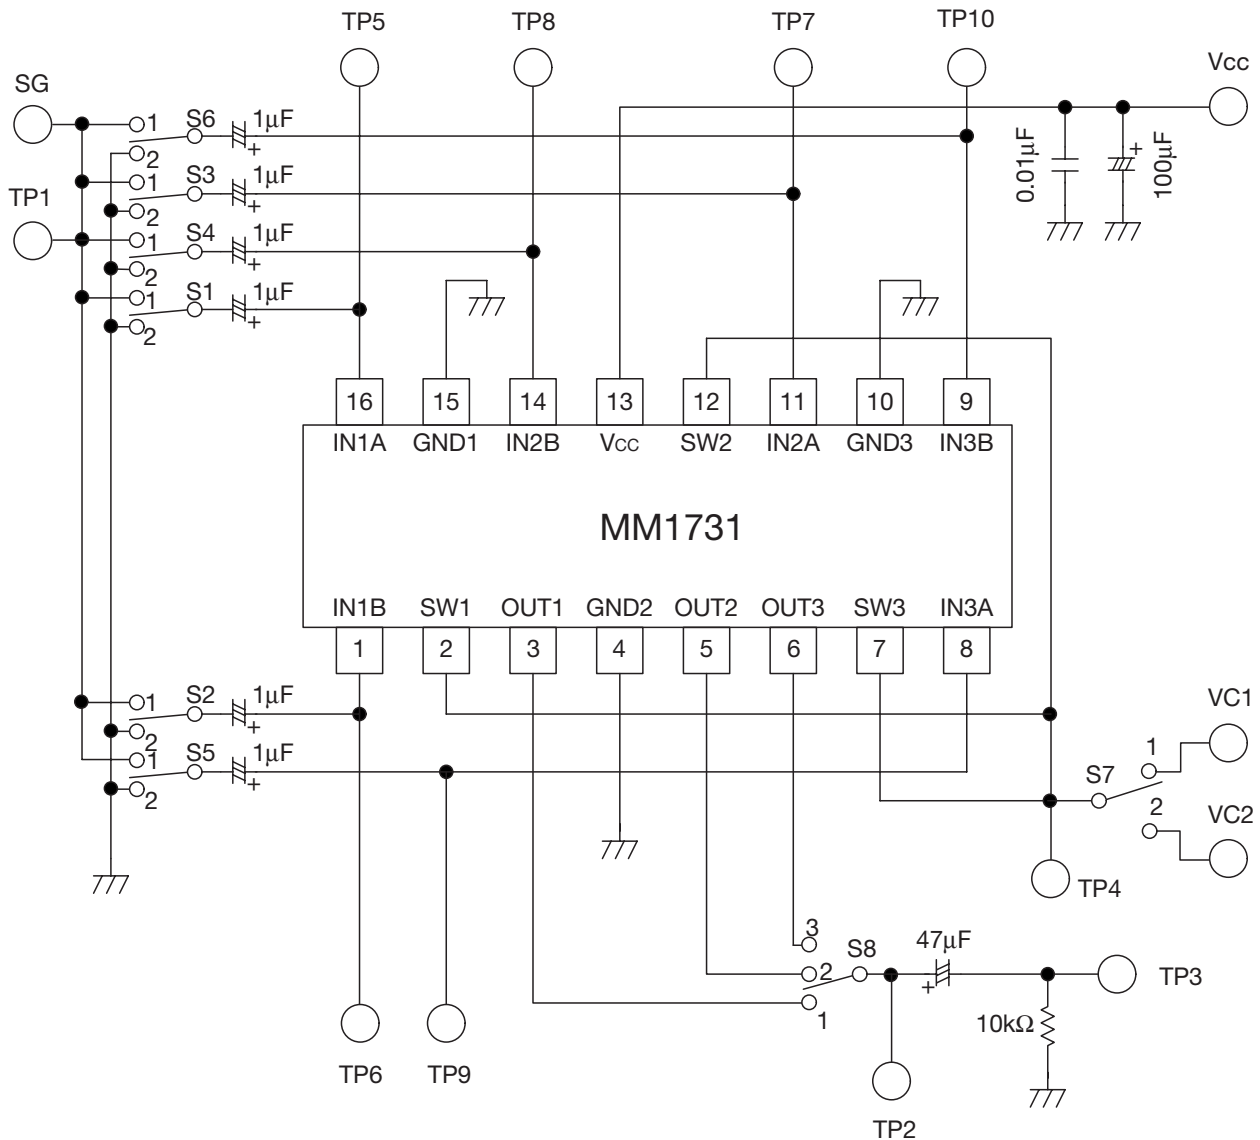 TP5
TP8
TP7
TP10
Vcc
SG
1 S6 1µF
+
2
0.01µF
+
100µF
1 S3 1µF
+
2
TP1
1 S4 1µF
+
2
1 S1 1µF
+
2
16 15 14 13 12 11 10 9
IN1A GND1 IN2B VCC SW2 IN2A GND3 IN3B
MM1731
IN1B SW1 OUT1 GND2 OUT2 OUT3 SW3 IN3A
1 2 3 4 5 6 7 8
1 S2 1µF
+
2
1 S5 1µF
+
2
VC1
1
S7
2
VC2
TP4
3
S8
47µF
2
+
TP3
1
10kΩ
TP6
TP9
TP2